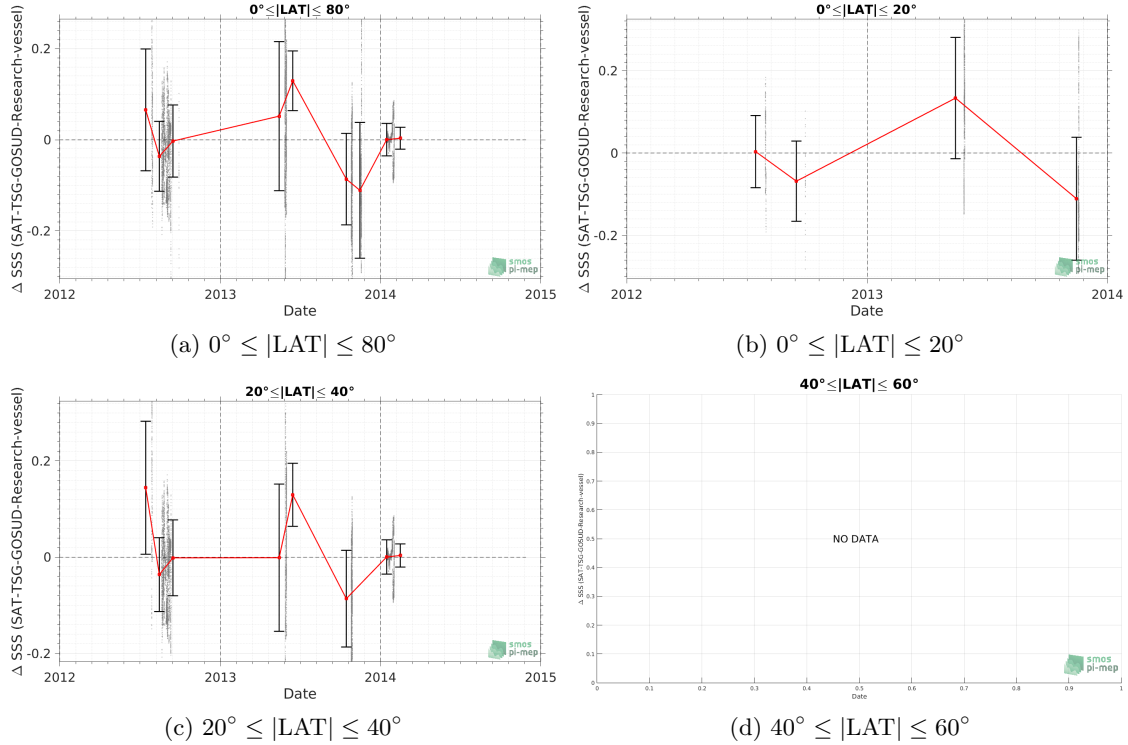 0°≤|LAT|≤ 80°
Δ SSS (SAT-TSG-GOSUD-Research-vessel)
0.2
0
-0.2
2012 2013 2014 2015
Date
smos
pi-mep
(a) 0° ≤ |LAT| ≤ 80°
0°≤|LAT|≤ 20°
Δ SSS (SAT-TSG-GOSUD-Research-vessel)
0.2
0
-0.2
2012 2013 2014
Date
smos
pi-mep
(b) 0° ≤ |LAT| ≤ 20°
20°≤|LAT|≤ 40°
Δ SSS (SAT-TSG-GOSUD-Research-vessel)
0.2
0
-0.2
2012 2013 2014 2015
Date
smos
pi-mep
(c) 20° ≤ |LAT| ≤ 40°
40°≤|LAT|≤ 60°
Δ SSS (SAT-TSG-GOSUD-Research-vessel)
1
0.9
0.8
0.7
0.6
0.5
0.4
0.3
0.2
0.1
0
NO DATA
0 0.1 0.2 0.3 0.4 0.5 0.6 0.7 0.8 0.9 1
Date
smos
pi-mep
(d) 40° ≤ |LAT| ≤ 60°